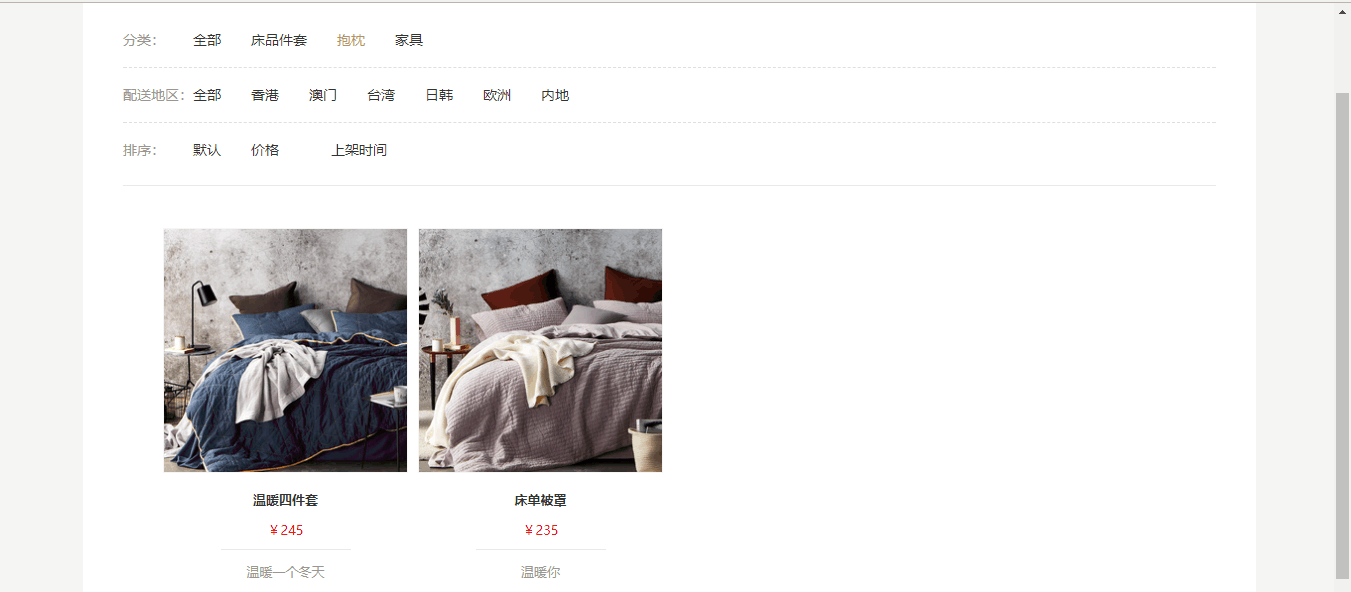 分类： 全部 床品件套 抱枕 家具
配送地区： 全部 香港 澳门 台湾 日韩 欧洲 内地
排序： 默认 价格 上架时间
温暖四件套 床单被罩
￥245 ￥235
温暖一个冬天 温暖你